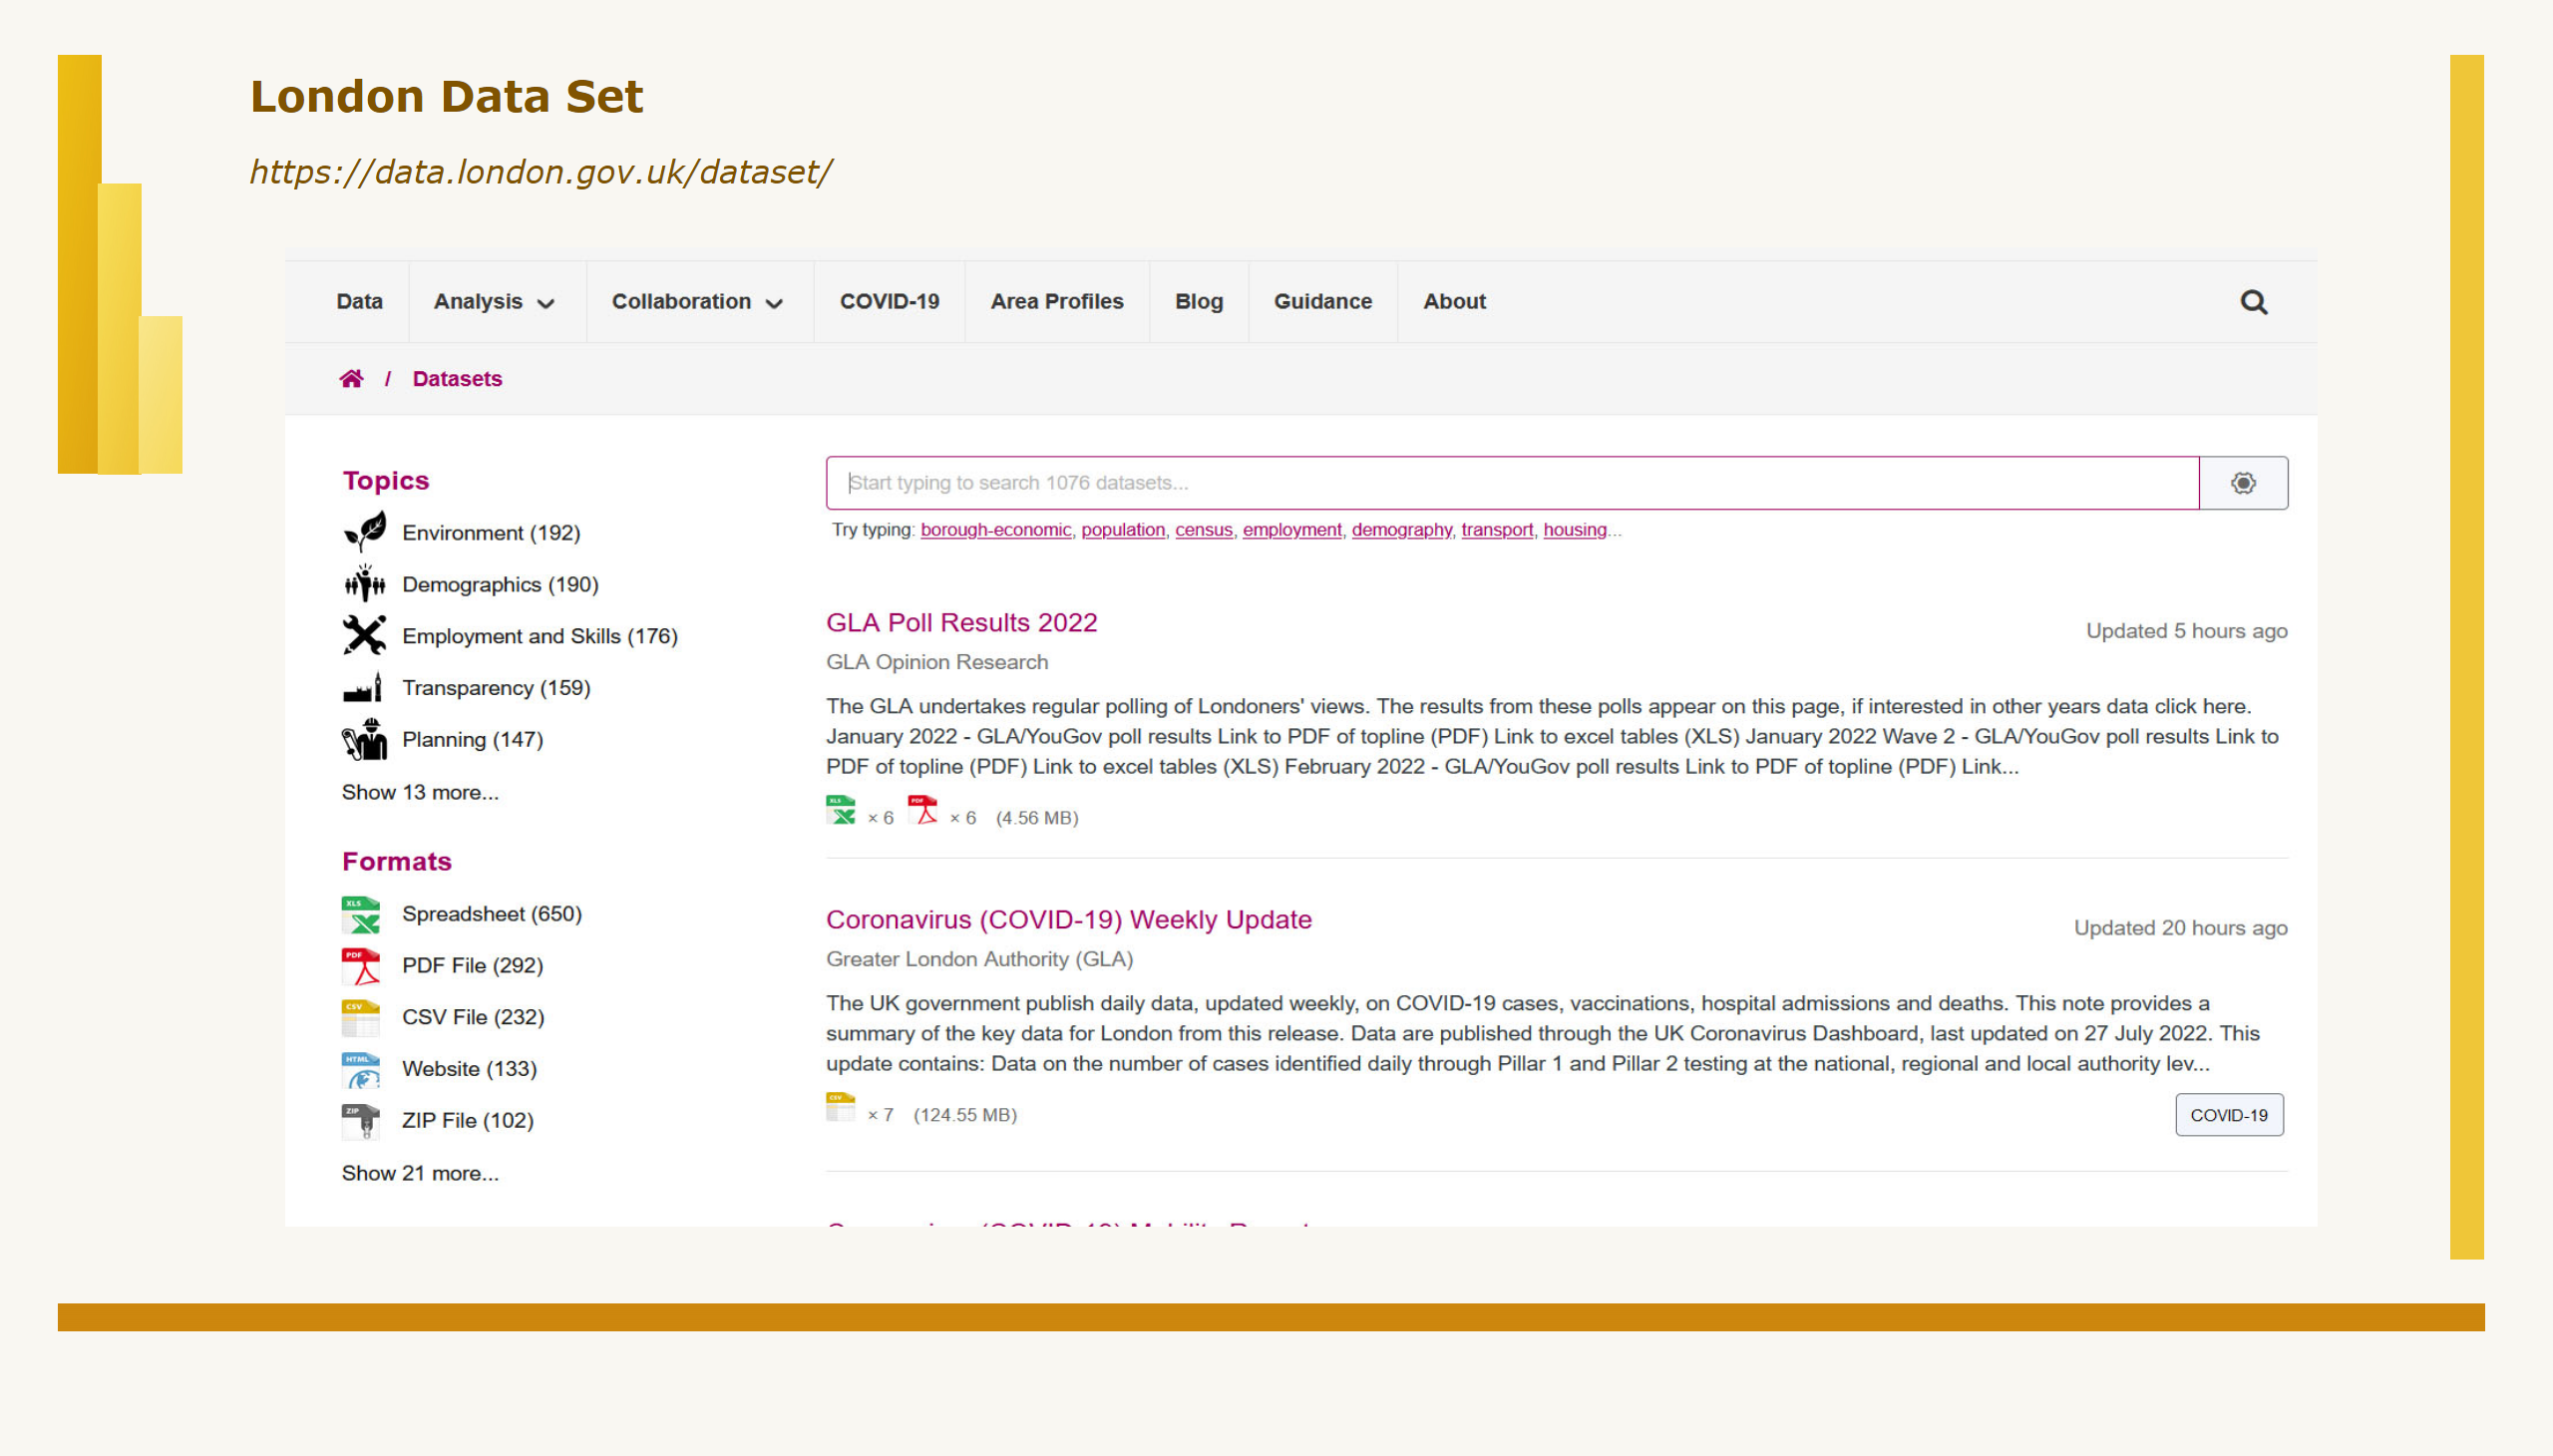 London Data Set
https://data.london.gov.uk/dataset/
Data Analysis Collaboration COVID-19 Area Profiles Blog Guidance About
/ Datasets
Topics
Environment (192)
Demographics (190)
Employment and Skills (176)
Transparency (159)
Planning (147)
Show 13 more...
Formats
XLS Spreadsheet (650)
PDF PDF File (292)
CSV CSV File (232)
HTML Website (133)
ZIP ZIP File (102)
Show 21 more...
Start typing to search 1076 datasets...
Try typing: borough-economic, population, census, employment, demography, transport, housing...
GLA Poll Results 2022
Updated 5 hours ago
GLA Opinion Research
The GLA undertakes regular polling of Londoners' views. The results from these polls appear on this page, if interested in other years data click here.
January 2022 - GLA/YouGov poll results Link to PDF of topline (PDF) Link to excel tables (XLS) January 2022 Wave 2 - GLA/YouGov poll results Link to
PDF of topline (PDF) Link to excel tables (XLS) February 2022 - GLA/YouGov poll results Link to PDF of topline (PDF) Link...
XLS × 6 PDF × 6 (4.56 MB)
Coronavirus (COVID-19) Weekly Update
Updated 20 hours ago
Greater London Authority (GLA)
The UK government publish daily data, updated weekly, on COVID-19 cases, vaccinations, hospital admissions and deaths. This note provides a
summary of the key data for London from this release. Data are published through the UK Coronavirus Dashboard, last updated on 27 July 2022. This
update contains: Data on the number of cases identified daily through Pillar 1 and Pillar 2 testing at the national, regional and local authority lev...
CSV × 7 (124.55 MB)
COVID-19